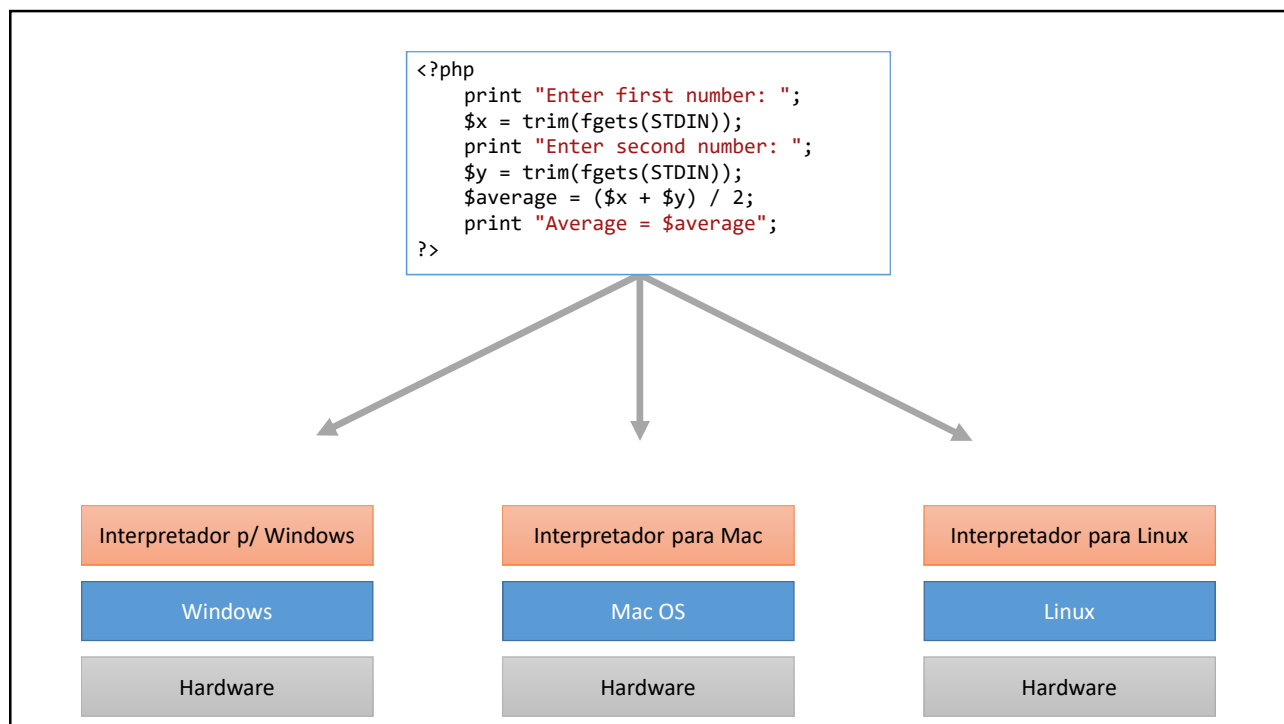 <?php
    print "Enter first number: ";
    $x = trim(fgets(STDIN));
    print "Enter second number: ";
    $y = trim(fgets(STDIN));
    $average = ($x + $y) / 2;
    print "Average = $average";
?>
Interpretador p/ Windows
Interpretador para Mac
Interpretador para Linux
Windows
Mac OS
Linux
Hardware
Hardware
Hardware